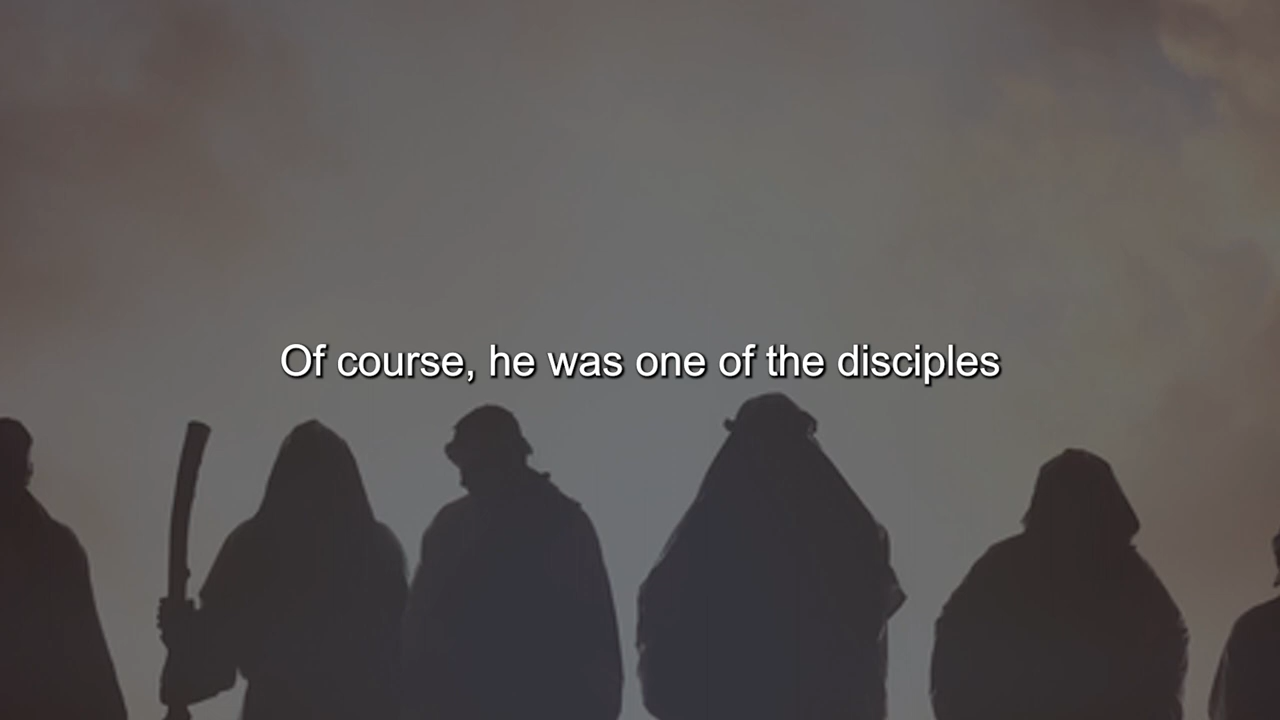 Of course, he was one of the disciples